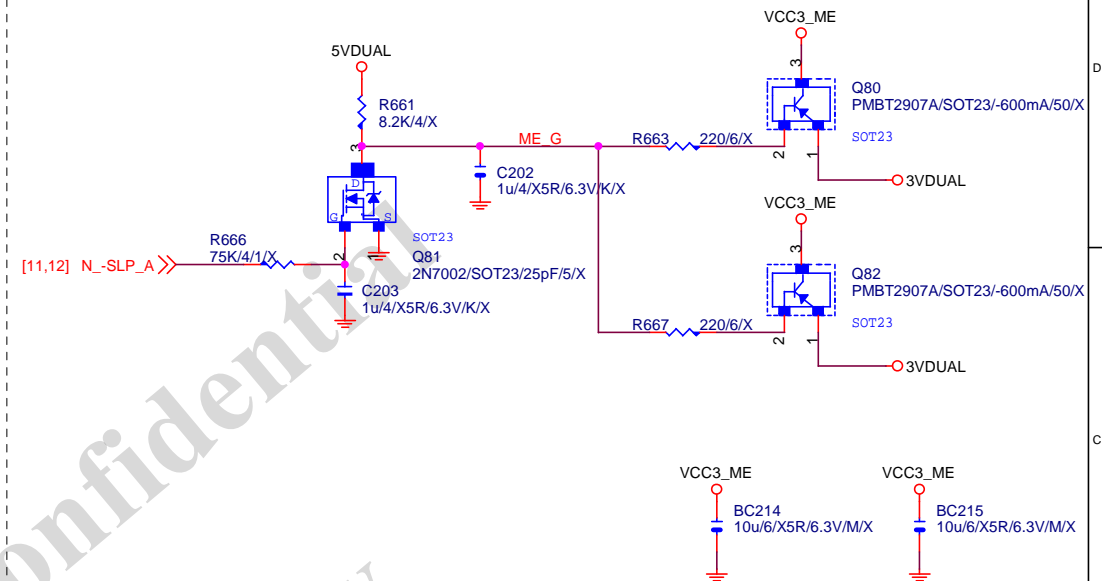 VCC3_ME
5VDUAL
3
D
Q80
PMBT2907A/SOT23/-600mA/50/X
SOT23
R661
8.2K/4/X
3
ME_G
R663
220/6/X
2
1
C202
1u/4/X5R/6.3V/K/X
3VDUAL
D
G
S
VCC3_ME
SOT23
Q81
2N7002/SOT23/25pF/5/X
2
1
R666
75K/4/1/X
[11,12]
N_-SLP_A
3
Q82
PMBT2907A/SOT23/-600mA/50/X
SOT23
C203
1u/4/X5R/6.3V/K/X
R667
220/6/X
2
1
3VDUAL
C
VCC3_ME
VCC3_ME
BC214
10u/6/X5R/6.3V/M/X
BC215
10u/6/X5R/6.3V/M/X
onfidential